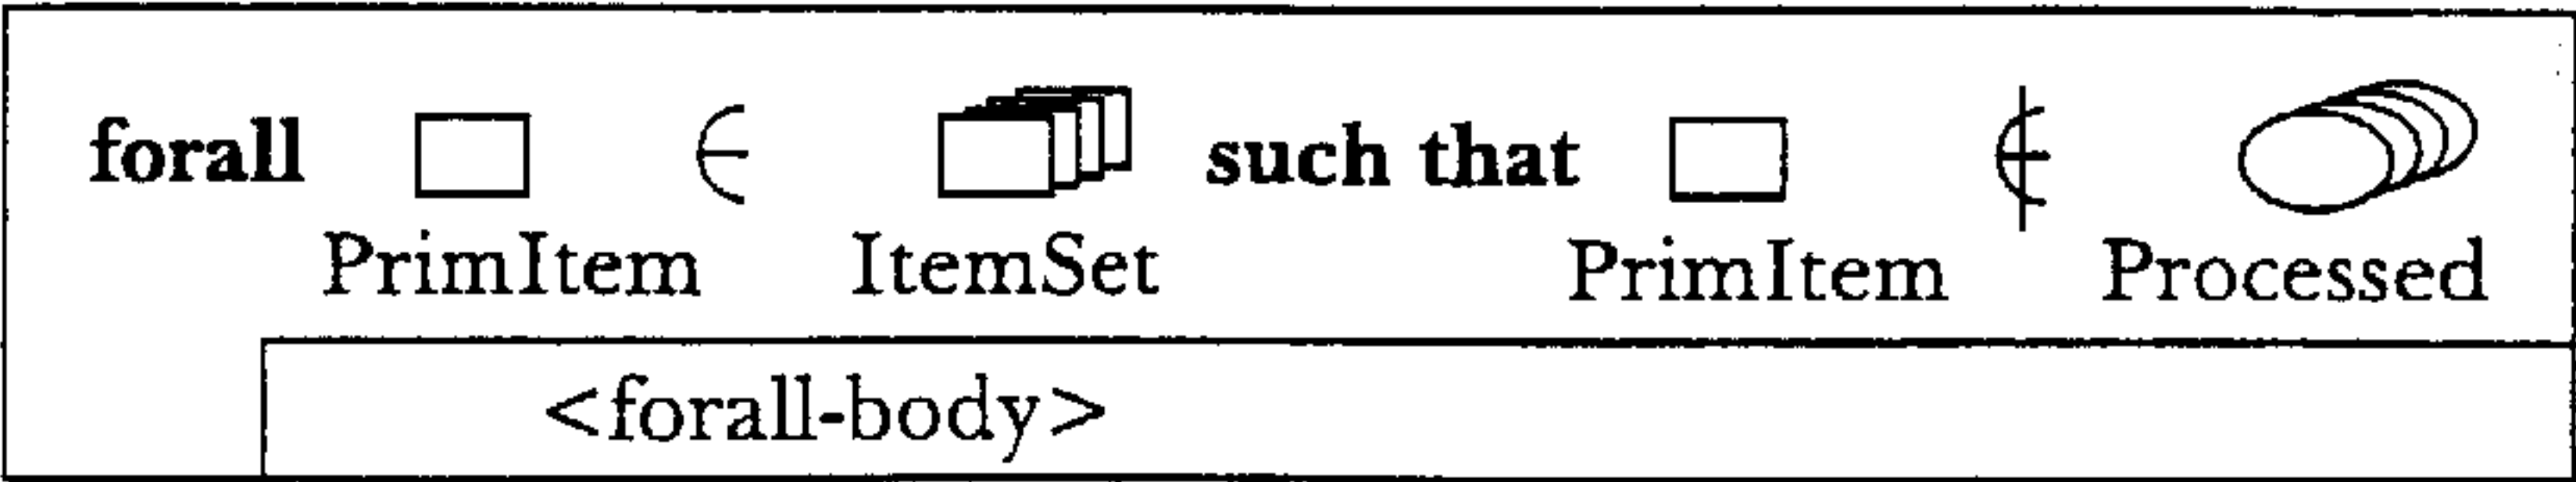 forall ∈ such that ∉
PrimItem ItemSet PrimItem Processed
<forall-body>